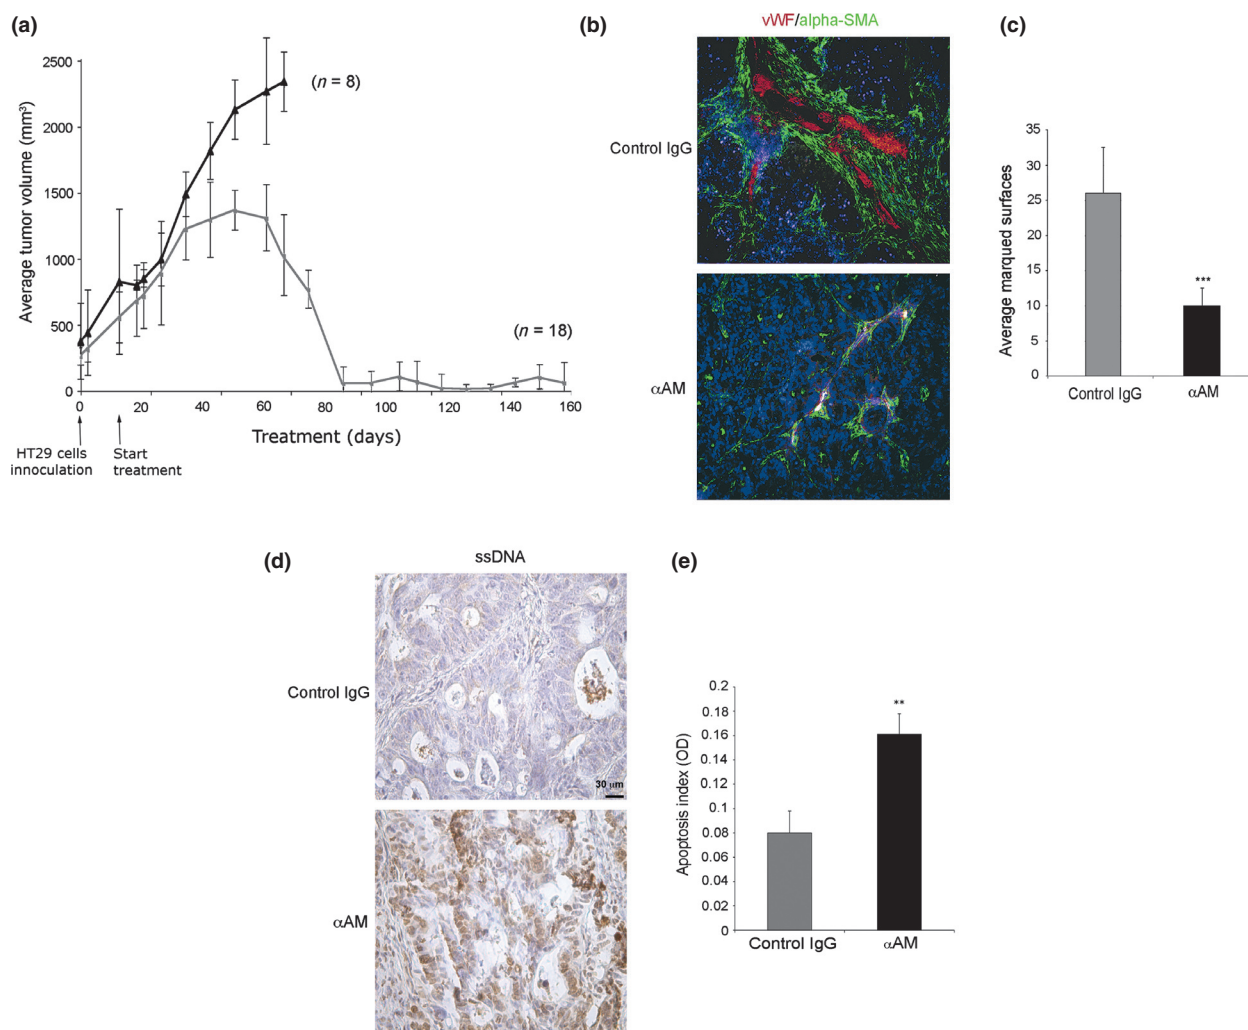 (a)
2500
2000
1500
1000
500
0
Average tumor volume (mm³)
(n = 8)
(n = 18)
0 20 40 60 80 100 120 140 160
Treatment (days)
HT29 cells
innoculation
Start
treatment
(b)
vWF/alpha-SMA
Control IgG
αAM
(c)
35
30
25
20
15
10
5
0
Average marqued surfaces
***
Control IgG
αAM
(d)
ssDNA
Control IgG
30 µm
αAM
(e)
0.2
0.18
0.16
0.14
0.12
0.1
0.08
0.06
0.04
0.02
0
Apoptosis index (OD)
**
Control IgG
αAM